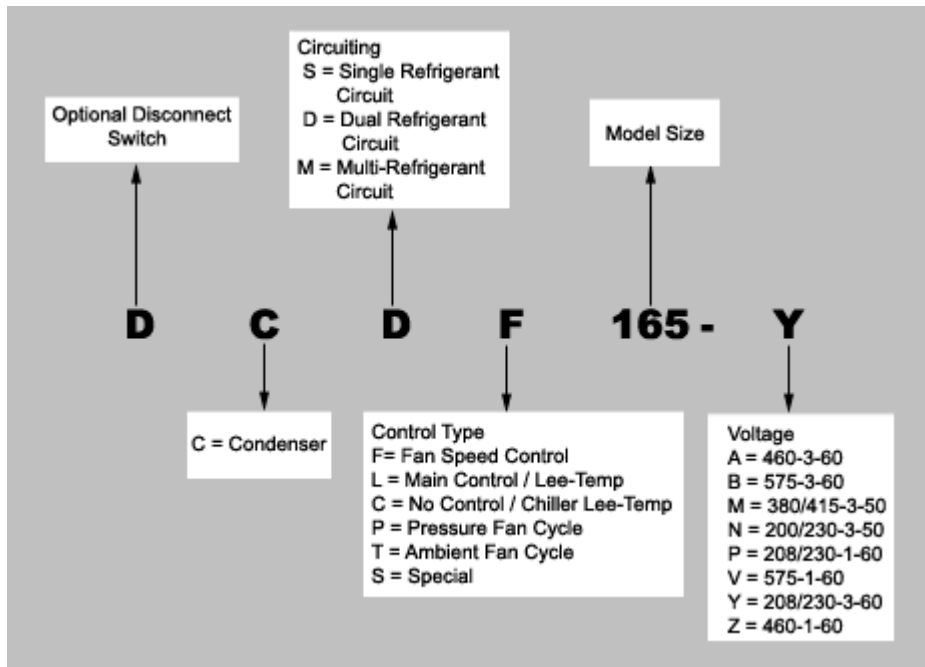 Circuiting
S = Single Refrigerant
Circuit
D = Dual Refrigerant
Circuit
M = Multi-Refrigerant
Circuit
Optional Disconnect
Switch
Model Size
D C D F 165 - Y
C = Condenser
Control Type
F= Fan Speed Control
L = Main Control / Lee-Temp
C = No Control / Chiller Lee-Temp
P = Pressure Fan Cycle
T = Ambient Fan Cycle
S = Special
Voltage
A = 460-3-60
B = 575-3-60
M = 380/415-3-50
N = 200/230-3-50
P = 208/230-1-60
V = 575-1-60
Y = 208/230-3-60
Z = 460-1-60